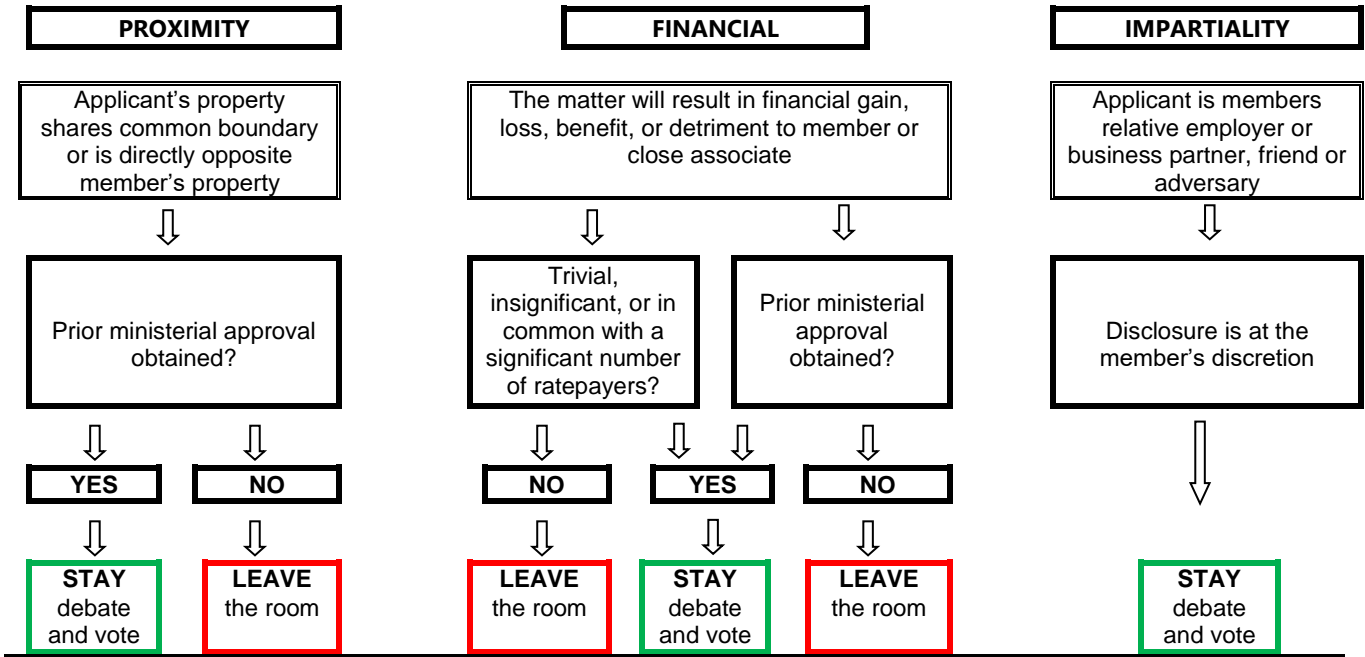 PROXIMITY
Applicant's property
shares common boundary
or is directly opposite
member's property
Prior ministerial approval
obtained?
YES
NO
STAY
debate
and vote
LEAVE
the room
FINANCIAL
The matter will result in financial gain,
loss, benefit, or detriment to member or
close associate
Trivial,
insignificant, or in
common with a
significant number
of ratepayers?
Prior ministerial
approval
obtained?
NO
YES
NO
LEAVE
the room
STAY
debate
and vote
LEAVE
the room
IMPARTIALITY
Applicant is members
relative employer or
business partner, friend or
adversary
Disclosure is at the
member's discretion
STAY
debate
and vote